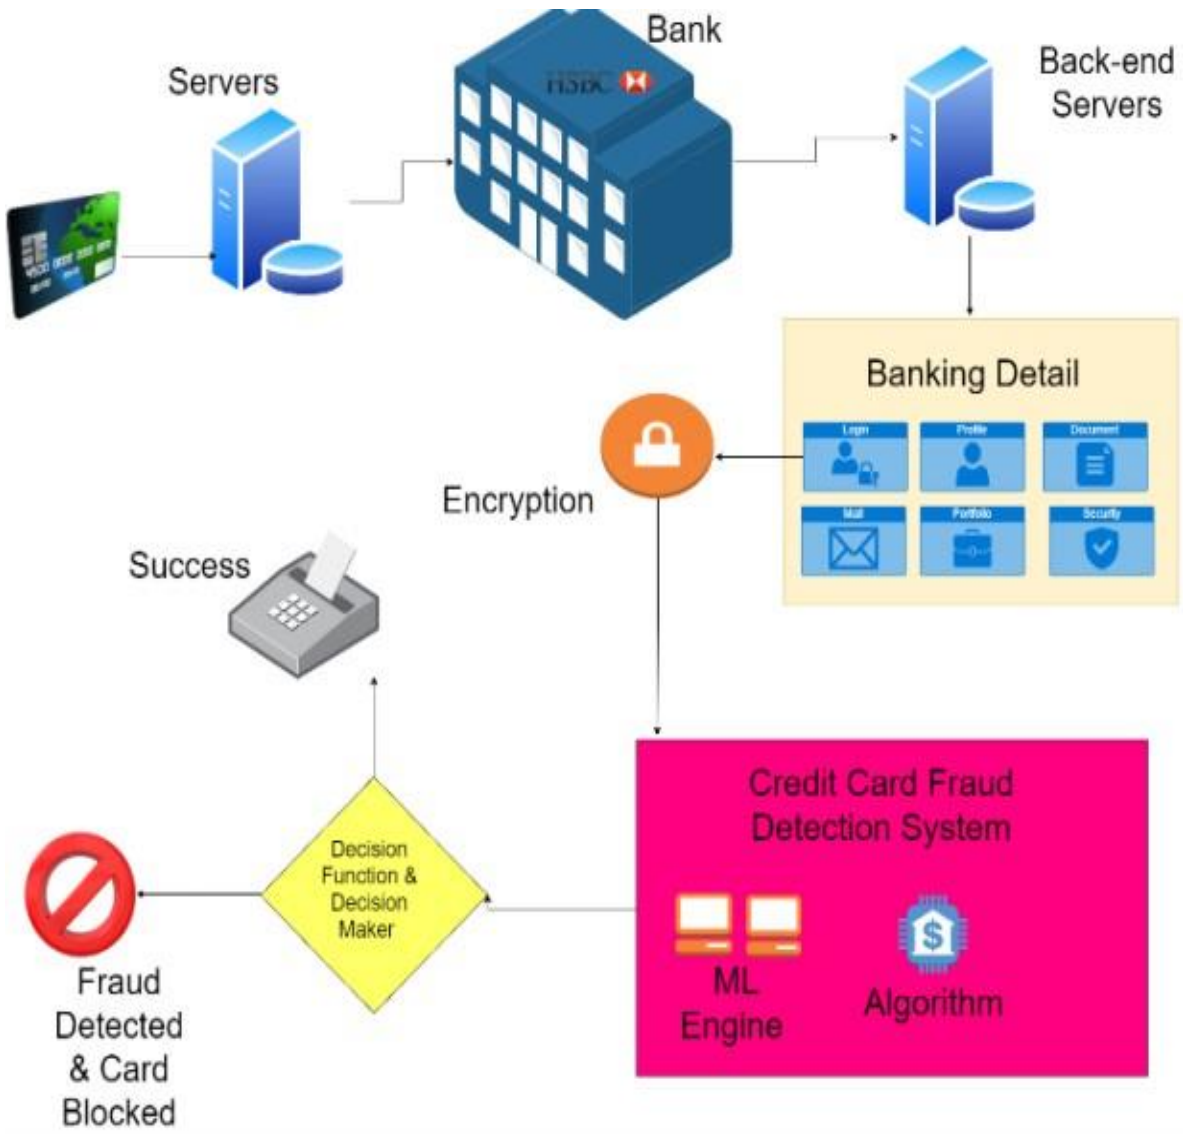 Bank
HSBC
Servers
Back-end
Servers
Banking Detail
Login
Profile
Document
Mail
Portfolio
Security
Encryption
Success
Credit Card Fraud
Detection System
ML
Engine
Algorithm
$
Decision
Function &
Decision
Maker
Fraud
Detected
& Card
Blocked